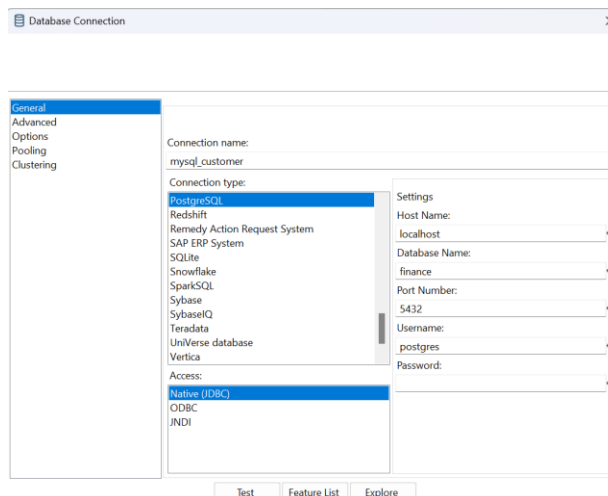 Database Connection
General
Advanced
Options
Pooling
Clustering
Connection name:
mysql_customer
Connection type:
PostgreSQL
Redshift
Remedy Action Request System
SAP ERP System
SQLite
Snowflake
SparkSQL
Sybase
SybaseIQ
Teradata
UniVerse database
Vertica
Access:
Native (JDBC)
ODBC
JNDI
Settings
Host Name:
localhost
Database Name:
finance
Port Number:
5432
Username:
postgres
Password:
Test Feature List Explore